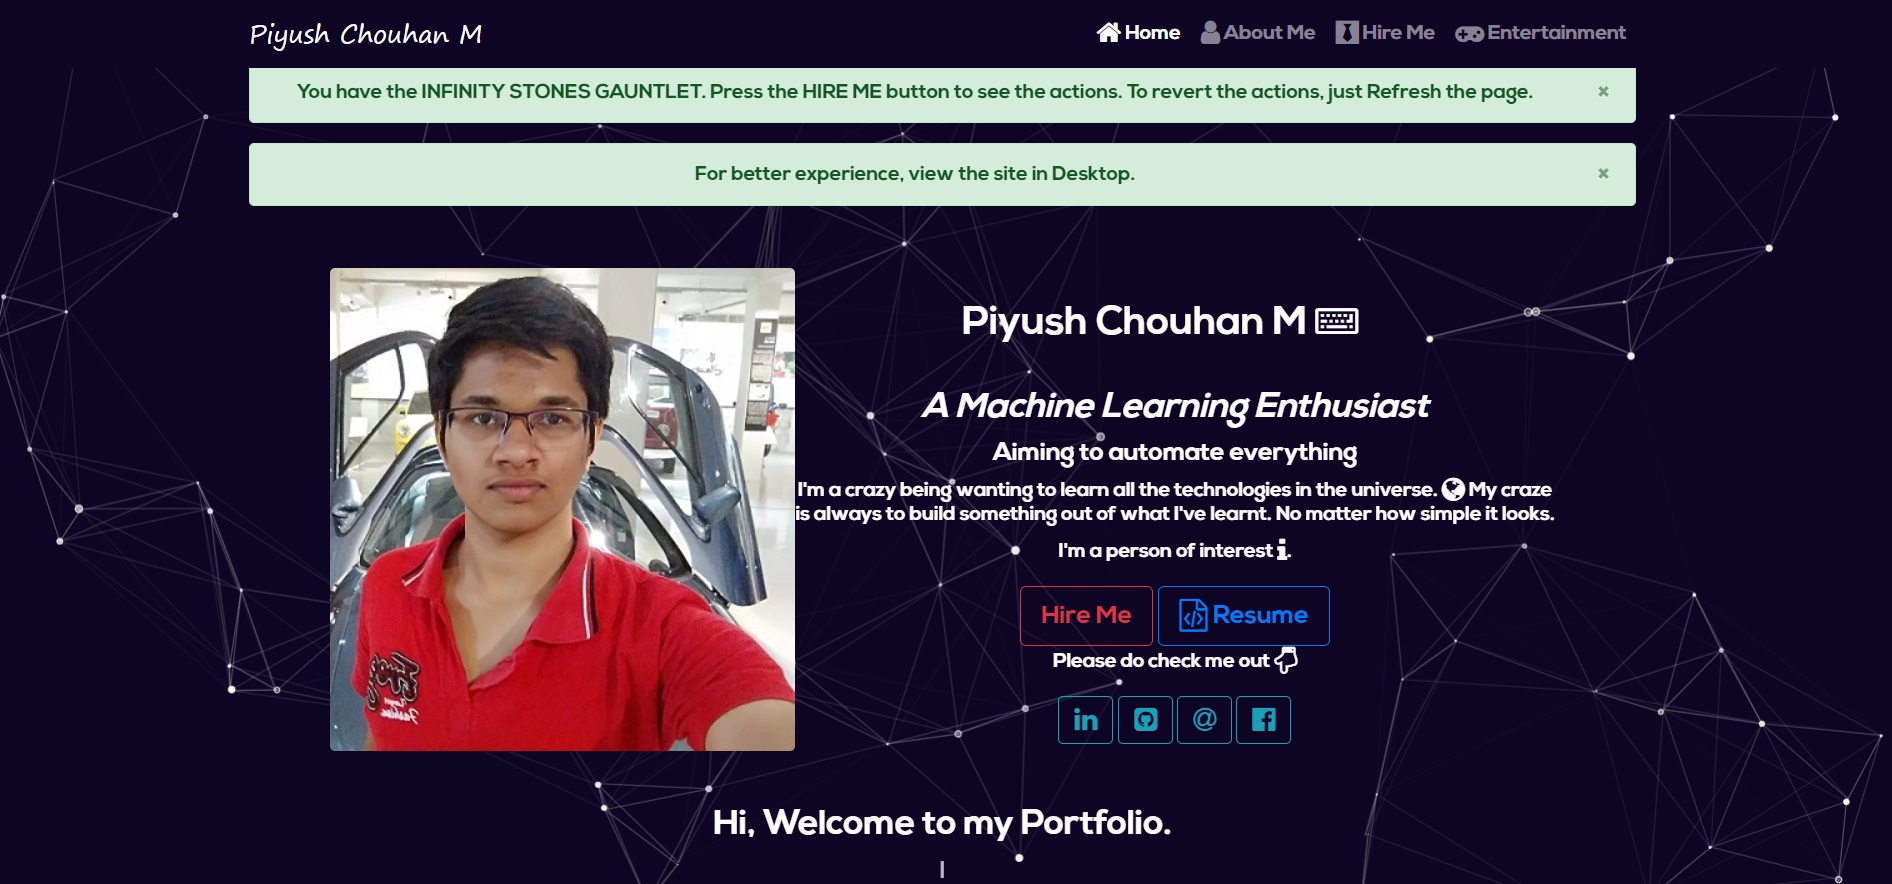 Piyush Chouhan M
Home About Me Hire Me Entertainment
You have the INFINITY STONES GAUNTLET. Press the HIRE ME button to see the actions. To revert the actions, just Refresh the page. ×
For better experience, view the site in Desktop. ×
Piyush Chouhan M
A Machine Learning Enthusiast
Aiming to automate everything
I'm a crazy being wanting to learn all the technologies in the universe. My craze
is always to build something out of what I've learnt. No matter how simple it looks.
I'm a person of interest i.
Hire Me Resume
Please do check me out
in @ f
Hi, Welcome to my Portfolio.